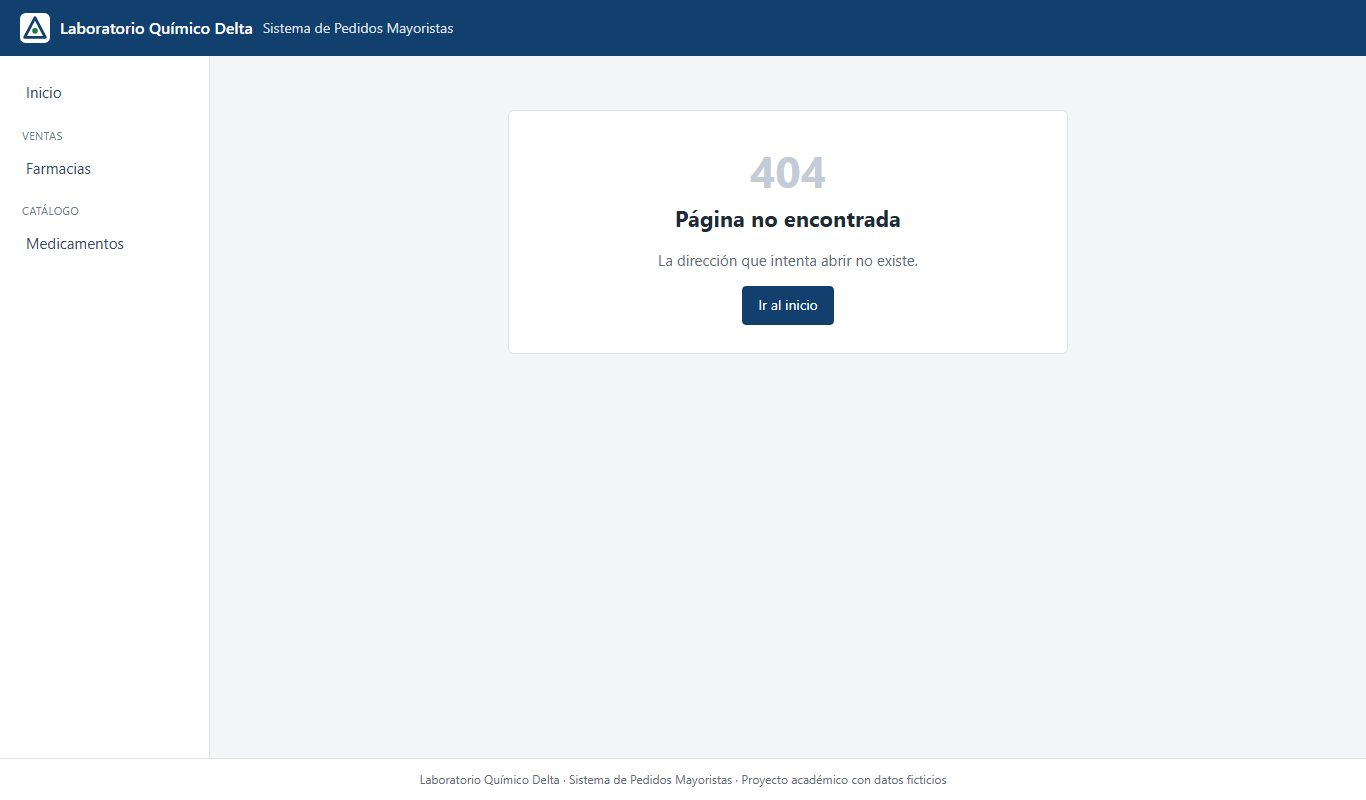 Laboratorio Químico Delta Sistema de Pedidos Mayoristas
Inicio
VENTAS
Farmacias
CATÁLOGO
Medicamentos
404
Página no encontrada
La dirección que intenta abrir no existe.
Ir al inicio
Laboratorio Químico Delta · Sistema de Pedidos Mayoristas · Proyecto académico con datos ficticios